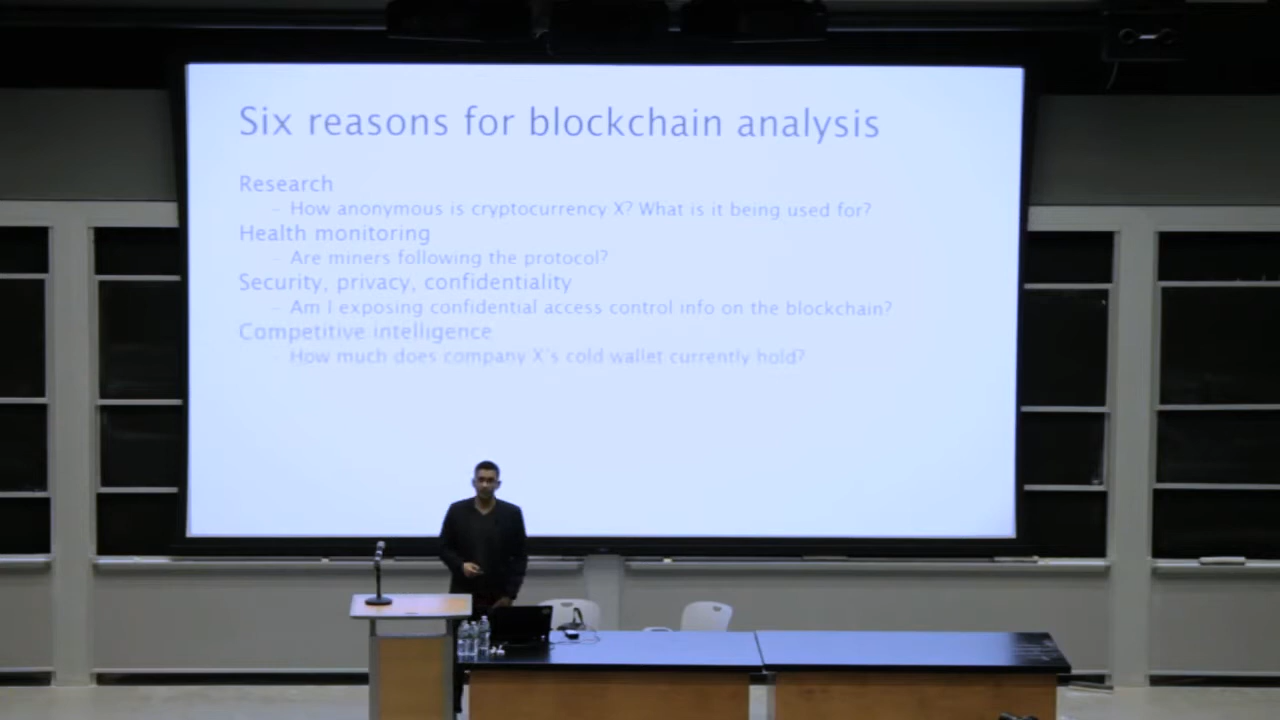 Six reasons for blockchain analysis
Research
– How anonymous is cryptocurrency X? What is it being used for?
Health monitoring
– Are miners following the protocol?
Security, privacy, confidentiality
– Am I exposing confidential access control info on the blockchain?
Competitive intelligence
– How much does company X's cold wallet currently hold?